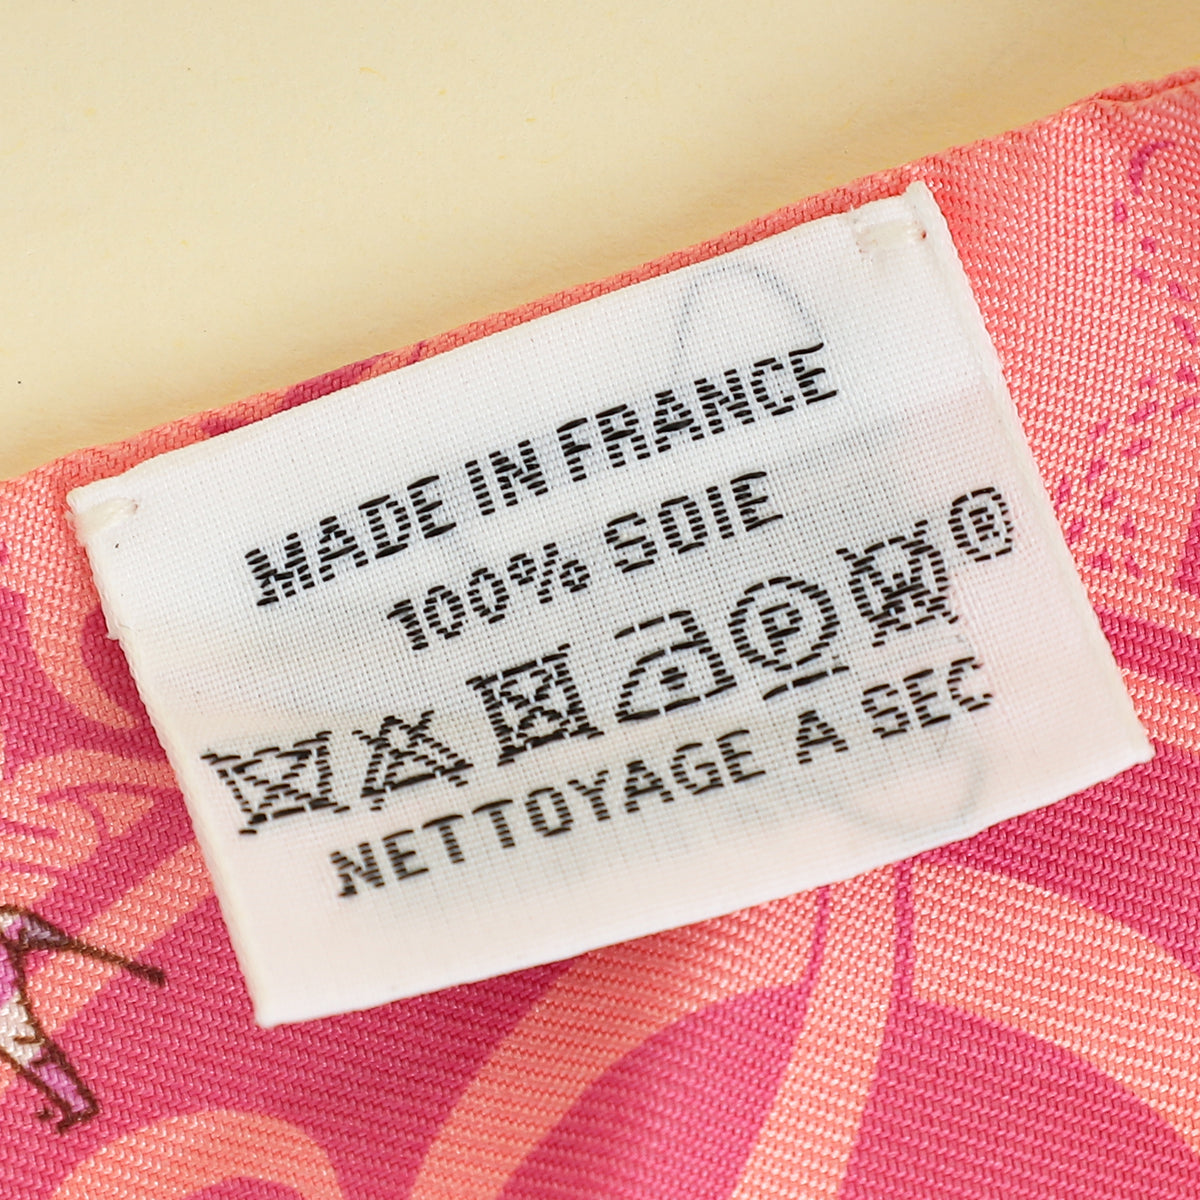 MADE IN FRANCE
100% SOIE
P W ®
NETTOYAGE A SEC